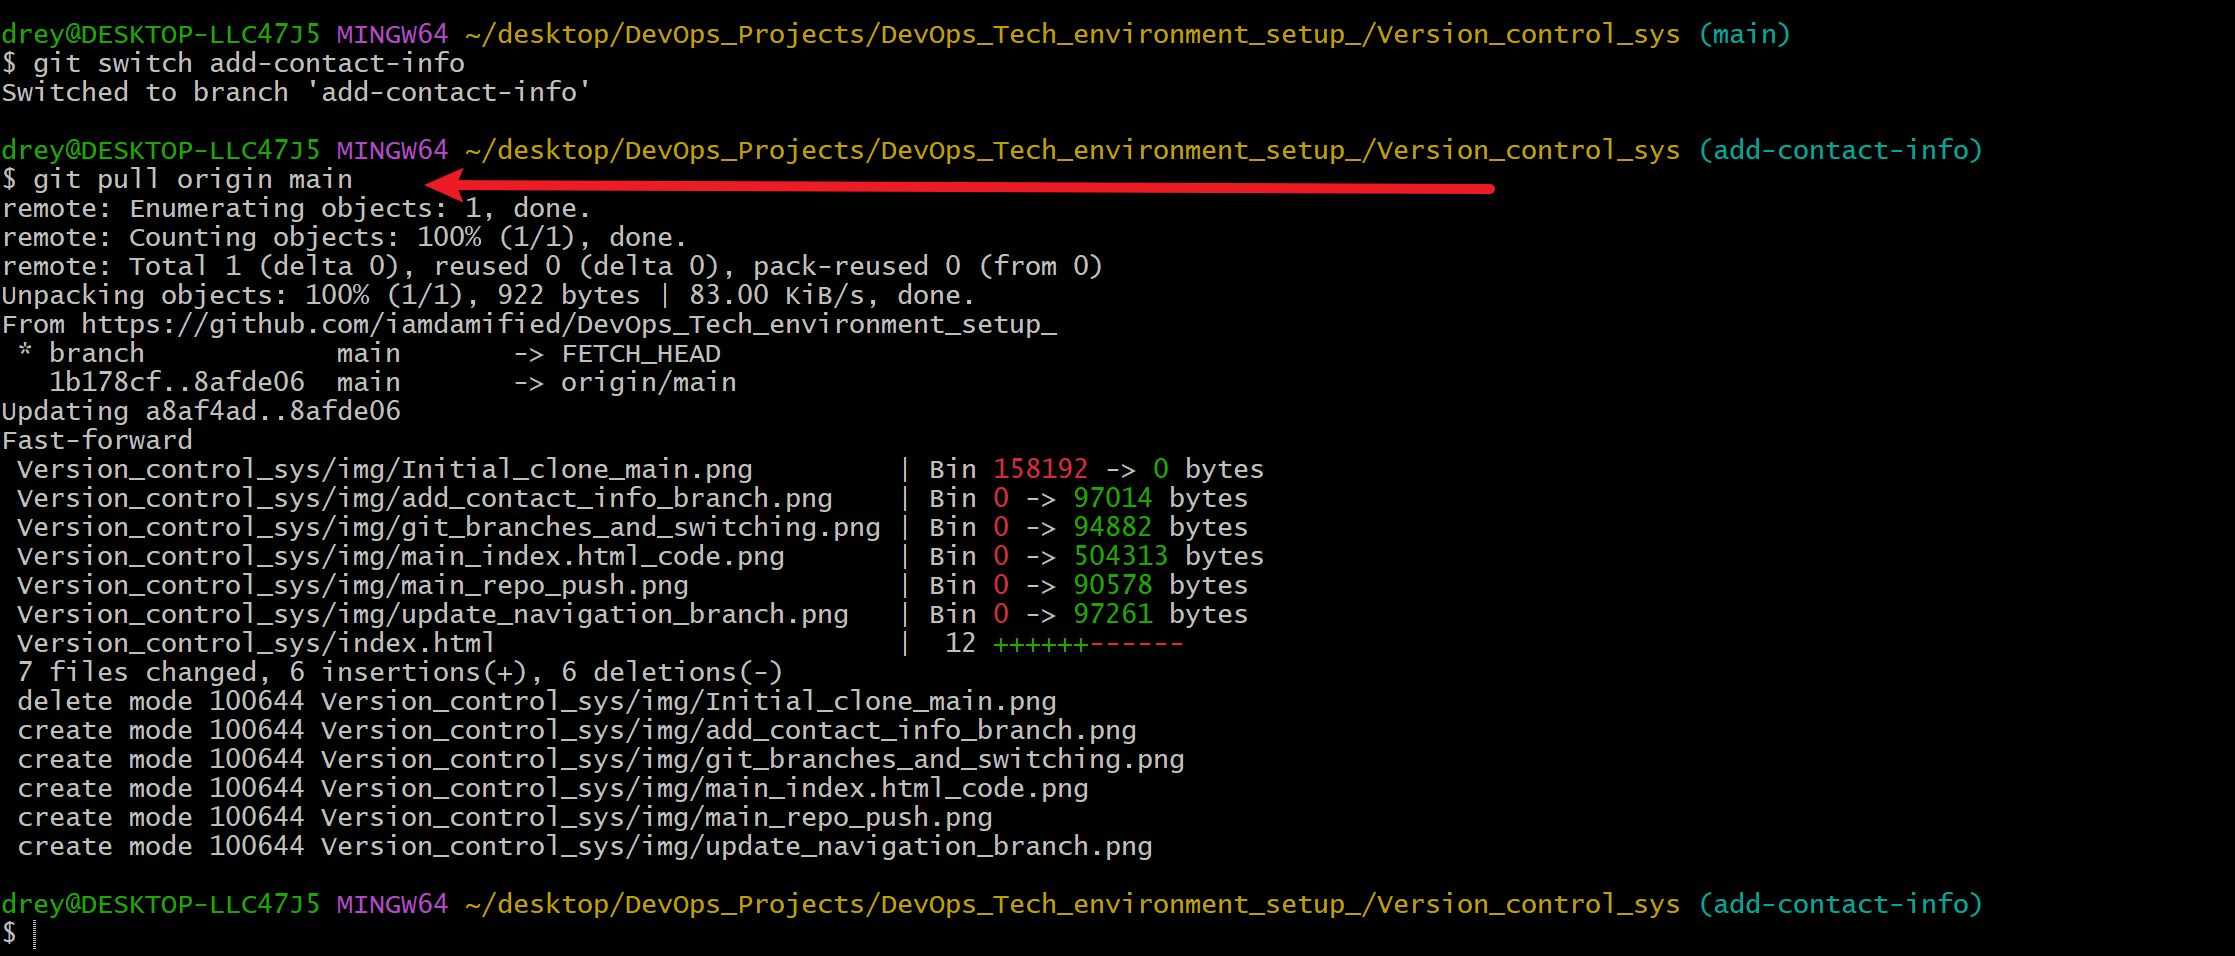 drey@DESKTOP-LLC47J5 MINGW64 ~/desktop/DevOps_Projects/DevOps_Tech_environment_setup_/Version_control_sys (main)
$ git switch add-contact-info
Switched to branch 'add-contact-info'
drey@DESKTOP-LLC47J5 MINGW64 ~/desktop/DevOps_Projects/DevOps_Tech_environment_setup_/Version_control_sys (add-contact-info)
$ git pull origin main
remote: Enumerating objects: 1, done.
remote: Counting objects: 100% (1/1), done.
remote: Total 1 (delta 0), reused 0 (delta 0), pack-reused 0 (from 0)
Unpacking objects: 100% (1/1), 922 bytes | 83.00 KiB/s, done.
From https://github.com/iamdamified/DevOps_Tech_environment_setup_
 * branch            main       -> FETCH_HEAD
   1b178cf..8afde06  main       -> origin/main
Updating a8af4ad..8afde06
Fast-forward
 Version_control_sys/img/Initial_clone_main.png         | Bin 158192 -> 0 bytes
 Version_control_sys/img/add_contact_info_branch.png    | Bin 0 -> 97014 bytes
 Version_control_sys/img/git_branches_and_switching.png | Bin 0 -> 94882 bytes
 Version_control_sys/img/main_index.html_code.png       | Bin 0 -> 504313 bytes
 Version_control_sys/img/main_repo_push.png             | Bin 0 -> 90578 bytes
 Version_control_sys/img/update_navigation_branch.png   | Bin 0 -> 97261 bytes
 Version_control_sys/index.html                         |  12 ++++++------
 7 files changed, 6 insertions(+), 6 deletions(-)
 delete mode 100644 Version_control_sys/img/Initial_clone_main.png
 create mode 100644 Version_control_sys/img/add_contact_info_branch.png
 create mode 100644 Version_control_sys/img/git_branches_and_switching.png
 create mode 100644 Version_control_sys/img/main_index.html_code.png
 create mode 100644 Version_control_sys/img/main_repo_push.png
 create mode 100644 Version_control_sys/img/update_navigation_branch.png
drey@DESKTOP-LLC47J5 MINGW64 ~/desktop/DevOps_Projects/DevOps_Tech_environment_setup_/Version_control_sys (add-contact-info)
$